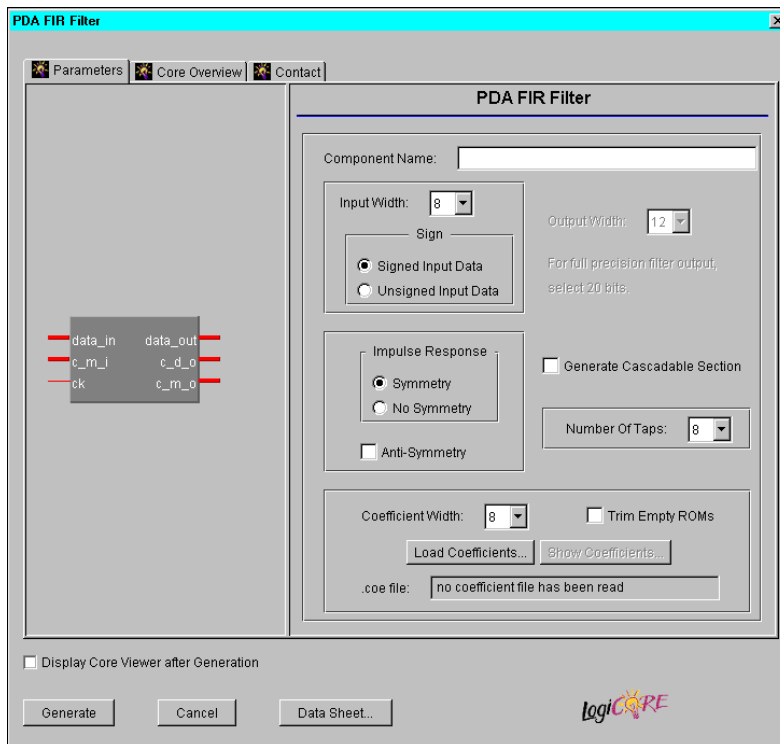 PDA FIR Filter
Parameters
Core Overview
Contact
PDA FIR Filter
Component Name:
Input Width: 8
Output Width: 12
Sign
Signed Input Data
Unsigned Input Data
For full precision filter output,
select 20 bits.
data_in data_out
c_m_i c_d_o
ck c_m_o
Impulse Response
Symmetry
No Symmetry
Anti-Symmetry
Generate Cascadable Section
Number Of Taps: 8
Coefficient Width: 8
Trim Empty ROMs
Load Coefficients...
Show Coefficients...
.coe file: no coefficient file has been read
Display Core Viewer after Generation
Generate
Cancel
Data Sheet...
LogiCORE